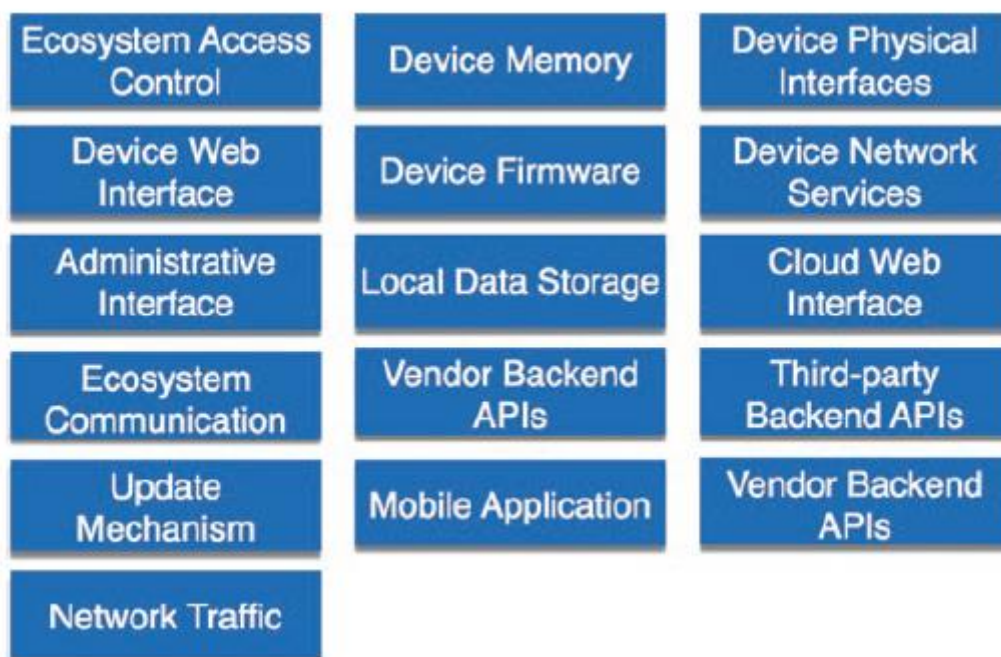 Ecosystem Access
Control
Device Memory
Device Physical
Interfaces
Device Web
Interface
Device Firmware
Device Network
Services
Administrative
Interface
Local Data Storage
Cloud Web
Interface
Ecosystem
Communication
Vendor Backend
APIs
Third-party
Backend APIs
Update
Mechanism
Mobile Application
Vendor Backend
APIs
Network Traffic